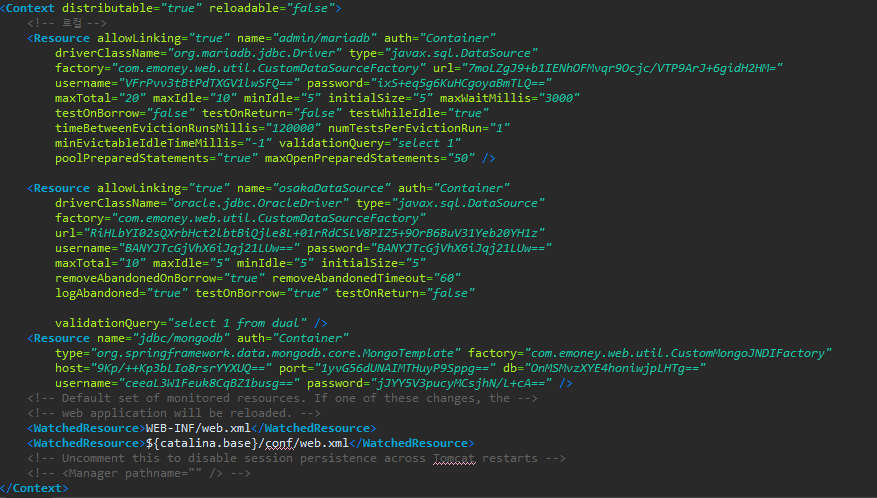 <Context distributable="true" reloadable="false">
<!-- 로컬 -->
<Resource allowLinking="true" name="admin/mariadb" auth="Container"
driverClassName="org.mariadb.jdbc.Driver" type="javax.sql.DataSource"
factory="com.emoney.web.util.CustomDataSourceFactory" url="7moLZgJ9+b1IENhOFMvqr9Ocjc/VTP9ArJ+6gidH2HM="
username="VFrPvv3tBtPdTXGV1lwSFQ==" password="ixS+eq5g6KuHCgoyaBmTLQ=="
maxTotal="20" maxIdle="10" minIdle="5" initialSize="5" maxWaitMillis="3000"
testOnBorrow="false" testOnReturn="false" testWhileIdle="true"
timeBetweenEvictionRunsMillis="120000" numTestsPerEvictionRun="1"
minEvictableIdleTimeMillis="-1" validationQuery="select 1"
poolPreparedStatements="true" maxOpenPreparedStatements="50" />
<Resource allowLinking="true" name="osakaDataSource" auth="Container"
driverClassName="oracle.jdbc.OracleDriver" type="javax.sql.DataSource"
factory="com.emoney.web.util.CustomDataSourceFactory"
url="RiHLbYI02sQXrbHct2lbtBiQjle8L+01rRdCSLV8PIZ5+9OrB6BuV31Yeb20YH1z"
username="BANYJTcGjVhX6iJqj21LUw==" password="BANYJTcGjVhX6iJqj21LUw=="
maxTotal="10" maxIdle="5" minIdle="5" initialSize="5"
removeAbandonedOnBorrow="true" removeAbandonedTimeout="60"
logAbandoned="true" testOnBorrow="true" testOnReturn="false"
validationQuery="select 1 from dual" />
<Resource name="jdbc/mongodb" auth="Container"
type="org.springframework.data.mongodb.core.MongoTemplate" factory="com.emoney.web.util.CustomMongoJNDIFactory"
host="9Kp/++Kp3bLIo8rsrYYXUQ==" port="1yvG56dUNAIMTHuyP9Sppg==" db="OnMSMvzXYE4honiwjpLHTg=="
username="ceeaL3W1Feuk8CqBZ1busg==" password="jJYY5V3pucyMCsjhN/L+cA==" />
<!-- Default set of monitored resources. If one of these changes, the -->
<!-- web application will be reloaded. -->
<WatchedResource>WEB-INF/web.xml</WatchedResource>
<WatchedResource>${catalina.base}/conf/web.xml</WatchedResource>
<!-- Uncomment this to disable session persistence across Tomcat restarts -->
<!-- <Manager pathname="" /> -->
</Context>